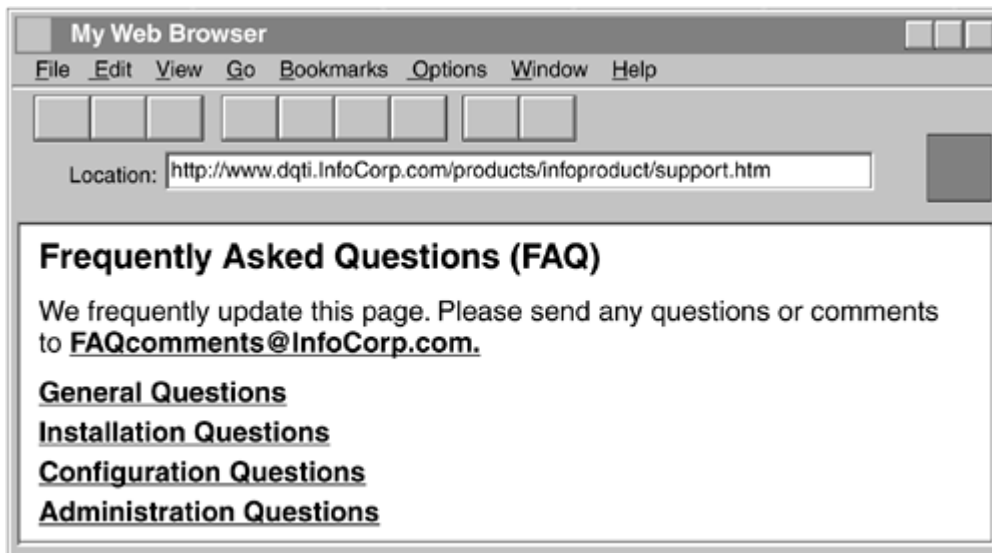 My Web Browser
File Edit View Go Bookmarks Options Window Help
Location: http://www.dqti.InfoCorp.com/products/infoproduct/support.htm
Frequently Asked Questions (FAQ)
We frequently update this page. Please send any questions or comments
to FAQcomments@InfoCorp.com.
General Questions
Installation Questions
Configuration Questions
Administration Questions